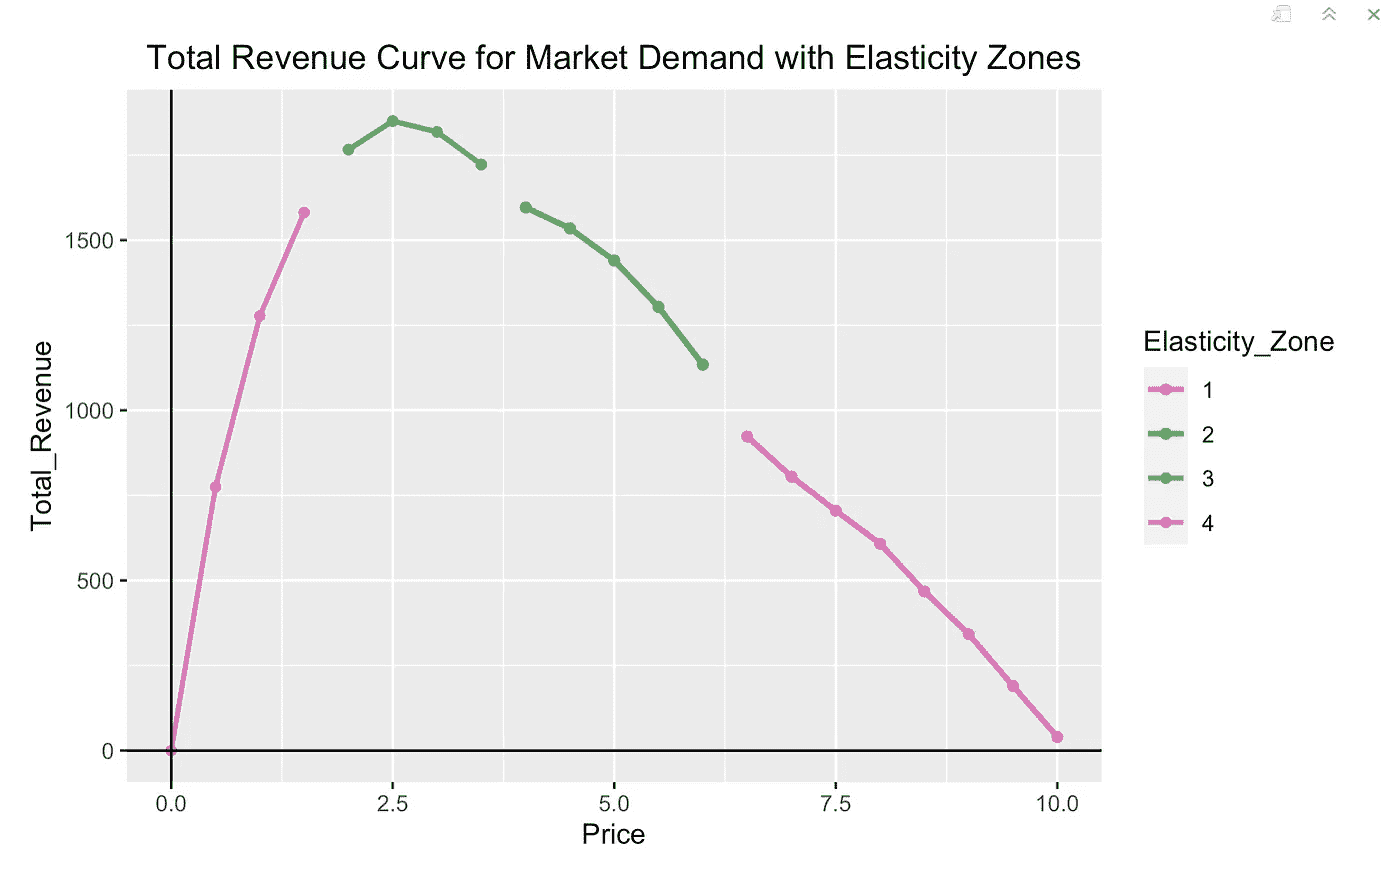 Total Revenue Curve for Market Demand with Elasticity Zones
Total_Revenue
1500
1000
500
0
0.0 2.5 5.0 7.5 10.0
Price
Elasticity_Zone
1
2
3
4